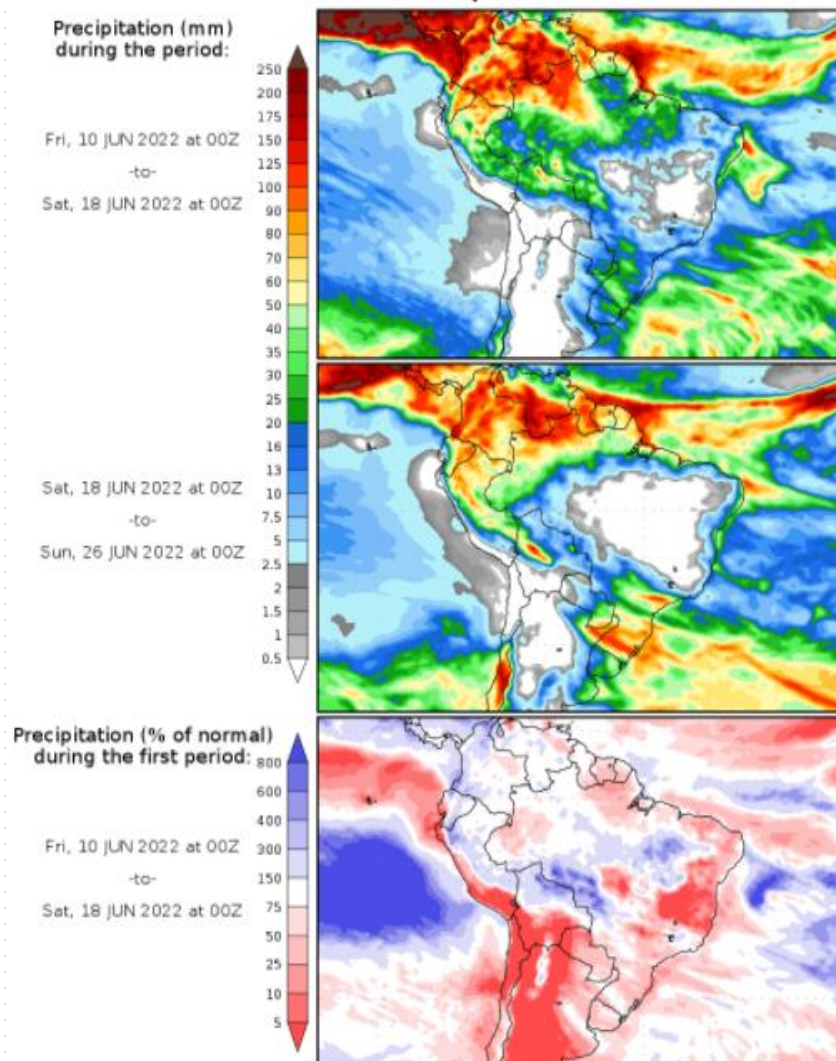 Precipitation (mm)
during the period:
Fri, 10 JUN 2022 at 00Z
-to-
Sat, 18 JUN 2022 at 00Z
250
200
175
150
125
100
90
80
70
60
50
40
35
30
25
20
16
13
10
7.5
5
2.5
2
1.5
1
0.5
Sat, 18 JUN 2022 at 00Z
-to-
Sun, 26 JUN 2022 at 00Z
Precipitation (% of normal)
during the first period:
800
600
400
300
150
75
50
25
10
5
Fri, 10 JUN 2022 at 00Z
-to-
Sat, 18 JUN 2022 at 00Z